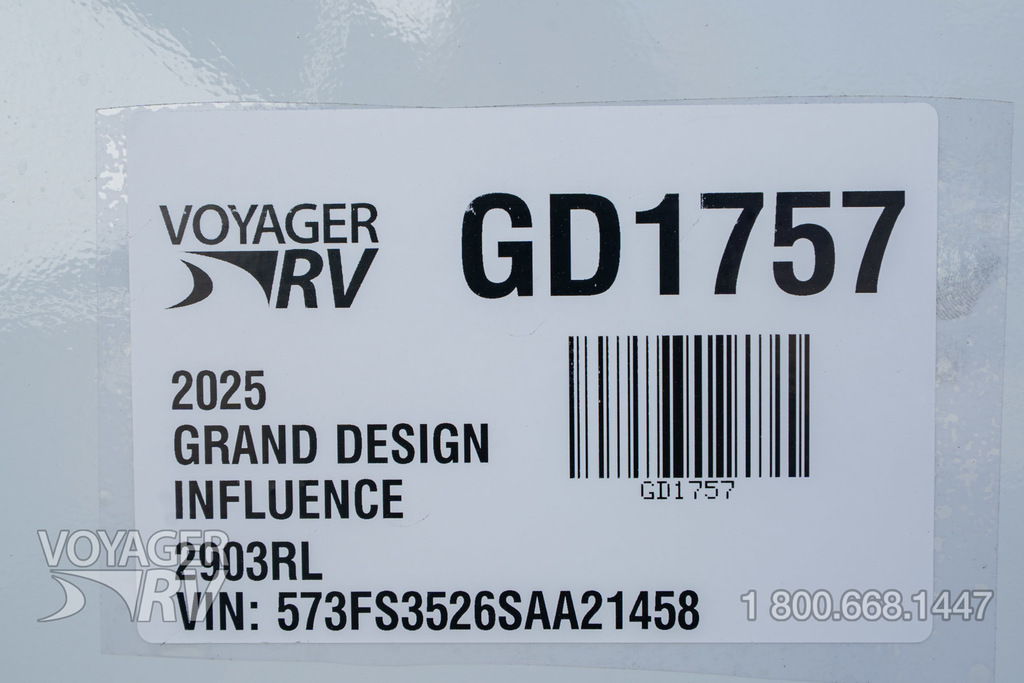 VOYAGER
RV
GD1757
GD1757
2025
GRAND DESIGN
INFLUENCE
2903RL
VIN: 573FS3526SAA21458
VOYAGER
RV
1 800.668.1447